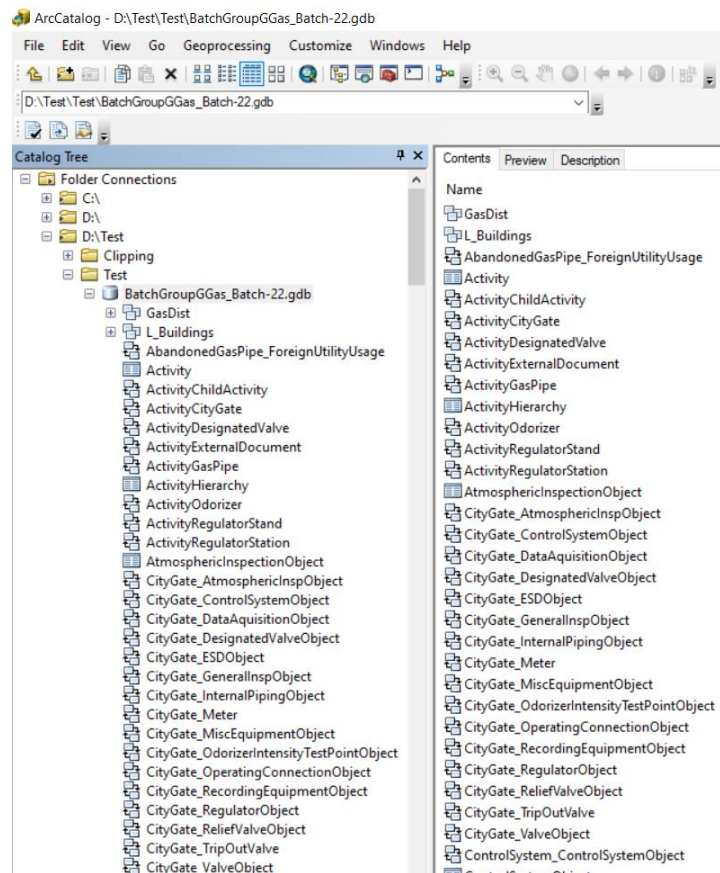 ArcCatalog - D:\Test\Test\BatchGroupGGas_Batch-22.gdb
File Edit View Go Geoprocessing Customize Windows Help
D:\Test\Test\BatchGroupGGas_Batch-22.gdb
Catalog Tree
Folder Connections
C:\
D:\
D:\Test
Clipping
Test
BatchGroupGGas_Batch-22.gdb
GasDist
L_Buildings
AbandonedGasPipe_ForeignUtilityUsage
Activity
ActivityChildActivity
ActivityCityGate
ActivityDesignatedValve
ActivityExternalDocument
ActivityGasPipe
ActivityHierarchy
ActivityOdorizer
ActivityRegulatorStand
ActivityRegulatorStation
AtmosphericInspectionObject
CityGate_AtmosphericInspObject
CityGate_ControlSystemObject
CityGate_DataAquisitionObject
CityGate_DesignatedValveObject
CityGate_ESDObject
CityGate_GeneralInspObject
CityGate_InternalPipingObject
CityGate_Meter
CityGate_MiscEquipmentObject
CityGate_OdorizerIntensityTestPointObject
CityGate_OperatingConnectionObject
CityGate_RecordingEquipmentObject
CityGate_RegulatorObject
CityGate_ReliefValveObject
CityGate_TripOutValve
CityGate_ValveObject
Contents Preview Description
Name
GasDist
L_Buildings
AbandonedGasPipe_ForeignUtilityUsage
Activity
ActivityChildActivity
ActivityCityGate
ActivityDesignatedValve
ActivityExternalDocument
ActivityGasPipe
ActivityHierarchy
ActivityOdorizer
ActivityRegulatorStand
ActivityRegulatorStation
AtmosphericInspectionObject
CityGate_AtmosphericInspObject
CityGate_ControlSystemObject
CityGate_DataAquisitionObject
CityGate_DesignatedValveObject
CityGate_ESDObject
CityGate_GeneralInspObject
CityGate_InternalPipingObject
CityGate_Meter
CityGate_MiscEquipmentObject
CityGate_OdorizerIntensityTestPointObject
CityGate_OperatingConnectionObject
CityGate_RecordingEquipmentObject
CityGate_RegulatorObject
CityGate_ReliefValveObject
CityGate_TripOutValve
CityGate_ValveObject
ControlSystem_ControlSystemObject